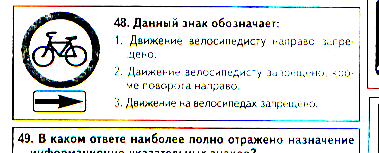 48. Данный знак обозначает:
1. Движение велосипедисту направо запре-
щено.
2. Движение велосипедисту запрещено, кро-
ме поворота направо.
3. Движение на велосипедах запрещено.
49. В каком ответе наиболее полно отражено назначение
информационно-указательных знаков?